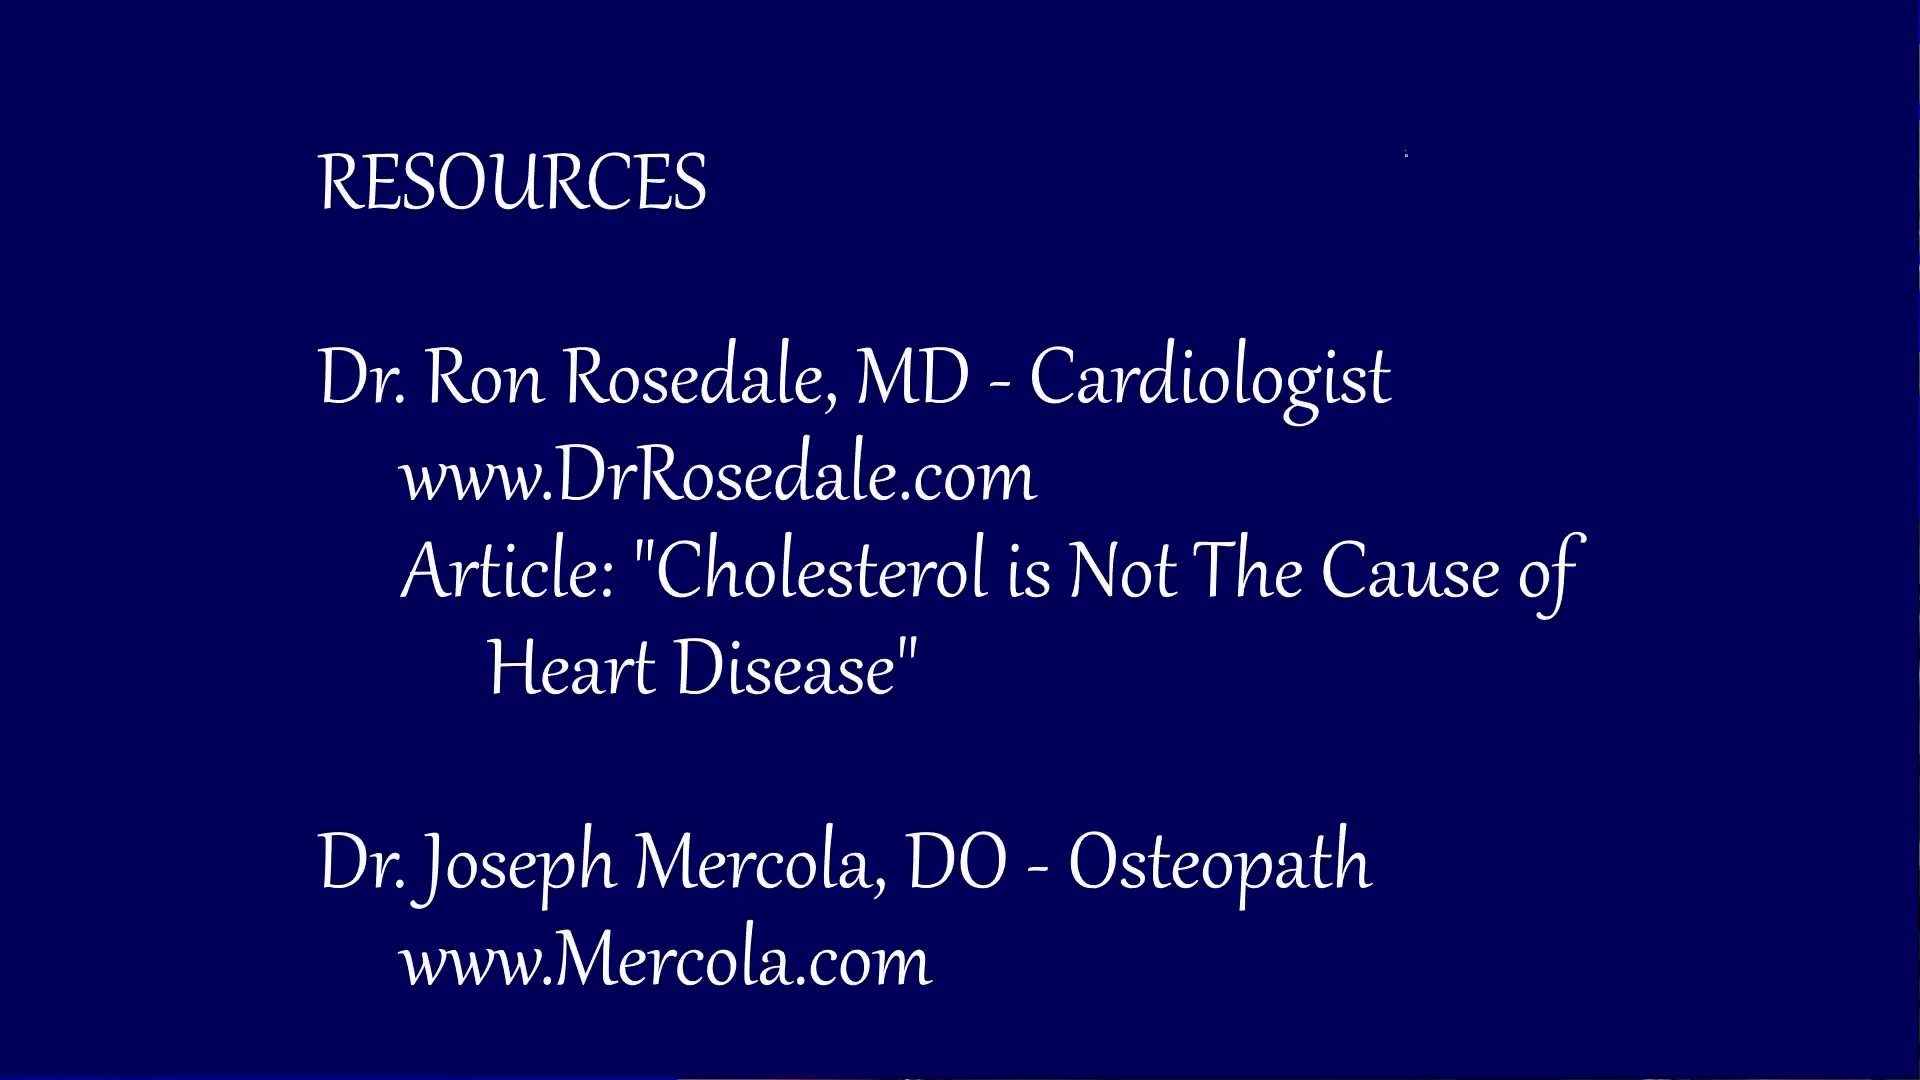 RESOURCES
Dr. Ron Rosedale, MD - Cardiologist
www.DrRosedale.com
Article: "Cholesterol is Not The Cause of
Heart Disease"
Dr. Joseph Mercola, DO - Osteopath
www.Mercola.com